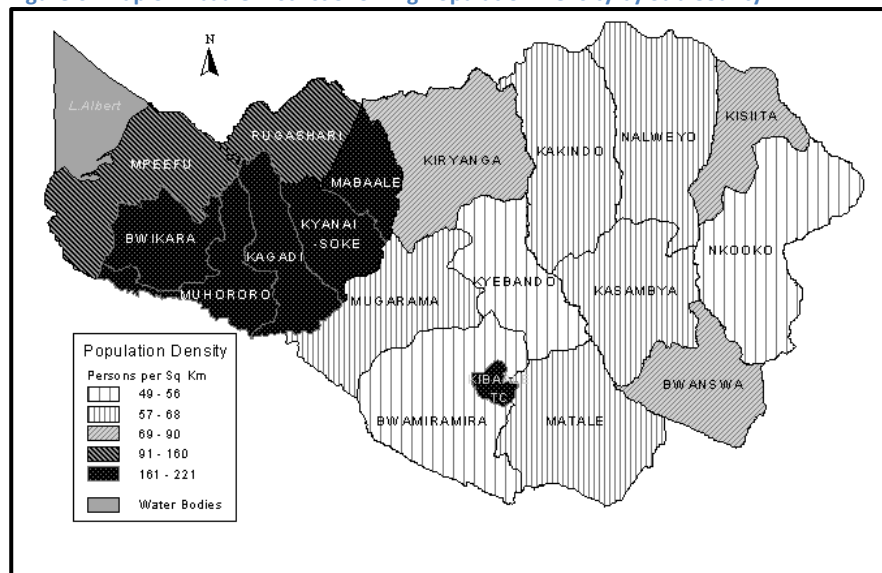 N
L.Albert
MPEEFU
RUGASHARI
MABAALE
KIRYANGA
KAKINDO
NALWEYO
KISIITA
BWIKARA
KAGADI
KYANAI
-SOKE
NKOOKO
MUHORORO
MUGARAMA
KYEBANDO
KASAMBYA
KIBAALE
TC
BWANSWA
BWAMIRAMIRA
MATALE
Population Density
Persons per Sq Km
49 - 56
57 - 68
69 - 90
91 - 160
161 - 221
Water Bodies